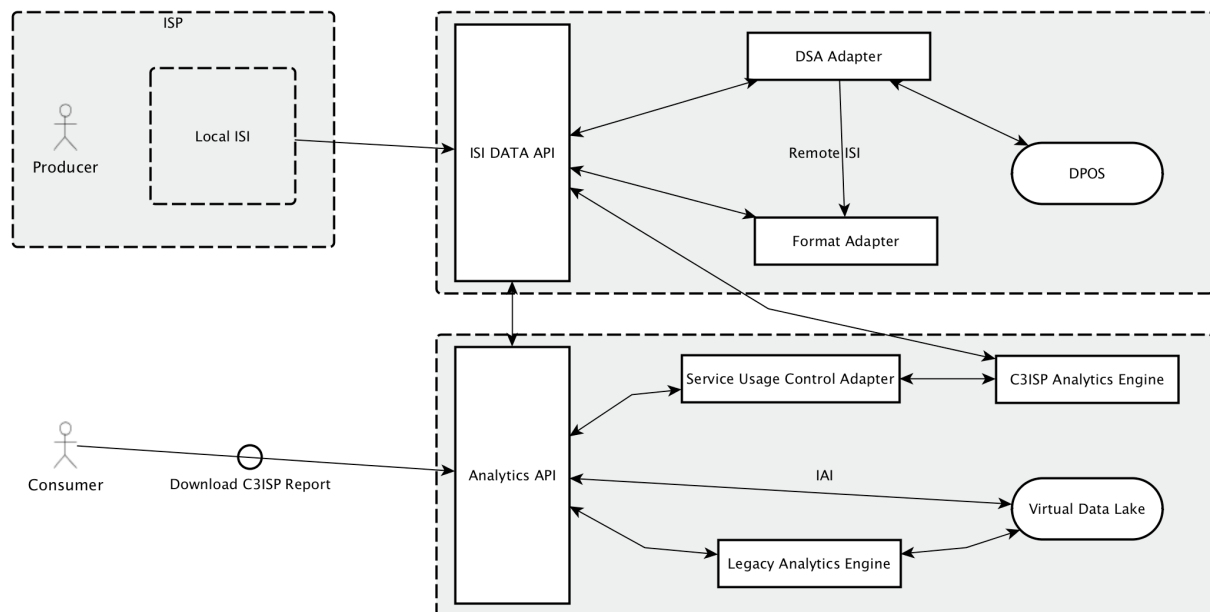 ISP
Local ISI
Producer
ISI DATA API
DSA Adapter
Remote ISI
DPOS
Format Adapter
Service Usage Control Adapter
C3ISP Analytics Engine
Consumer
Download C3ISP Report
Analytics API
IAI
Virtual Data Lake
Legacy Analytics Engine